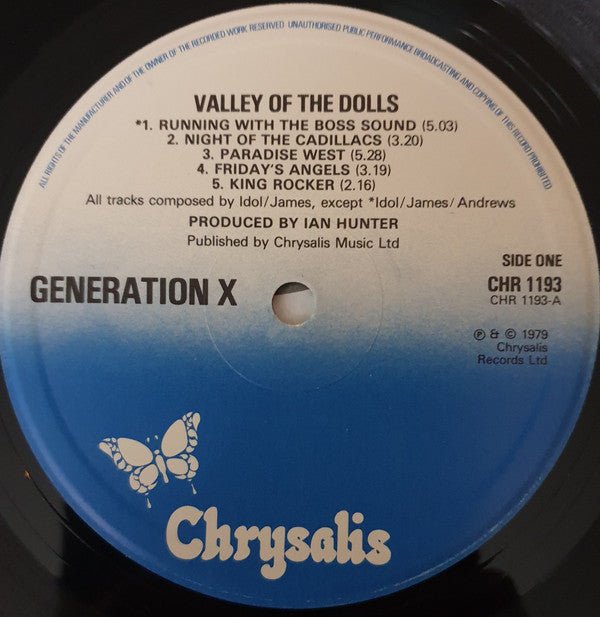 ALL RIGHTS OF THE MANUFACTURER AND OF THE OWNER OF THE RECORDED WORK RESERVED UNAUTHORISED PUBLIC PERFORMANCE BROADCASTING AND COPYING OF THIS RECORD PROHIBITED
VALLEY OF THE DOLLS
*1. RUNNING WITH THE BOSS SOUND (5.03)
2. NIGHT OF THE CADILLACS (3.20)
3. PARADISE WEST (5.28)
4. FRIDAY'S ANGELS (3.19)
5. KING ROCKER (2.16)
All tracks composed by Idol/James, except *Idol/James/Andrews
PRODUCED BY IAN HUNTER
Published by Chrysalis Music Ltd
SIDE ONE
GENERATION X
CHR 1193
CHR 1193-A
℗ & © 1979
Chrysalis
Records Ltd
Chrysalis